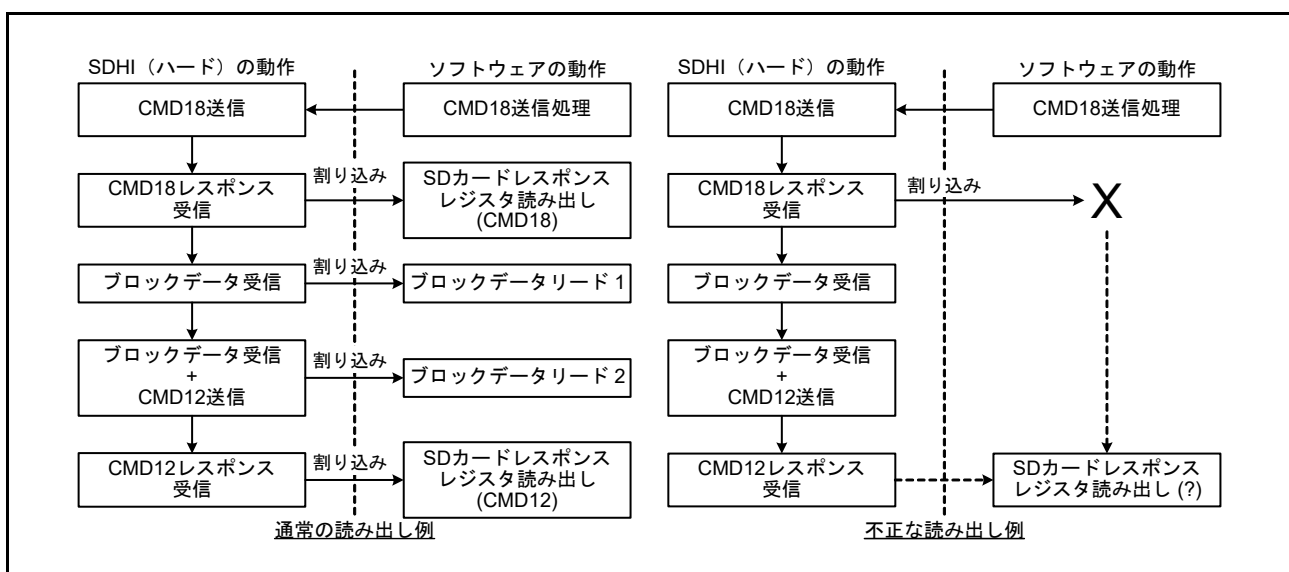 SDHI（ハード）の動作
ソフトウェアの動作
CMD18送信
CMD18送信処理
CMD18レスポンス
受信
割り込み
SDカードレスポンス
レジスタ読み出し
(CMD18)
ブロックデータ受信
割り込み
ブロックデータリード 1
ブロックデータ受信
+
CMD12送信
割り込み
ブロックデータリード 2
CMD12レスポンス
受信
割り込み
SDカードレスポンス
レジスタ読み出し
(CMD12)
通常の読み出し例
SDHI（ハード）の動作
ソフトウェアの動作
CMD18送信
CMD18送信処理
CMD18レスポンス
受信
割り込み
X
ブロックデータ受信
ブロックデータ受信
+
CMD12送信
CMD12レスポンス
受信
SDカードレスポンス
レジスタ読み出し (?)
不正な読み出し例